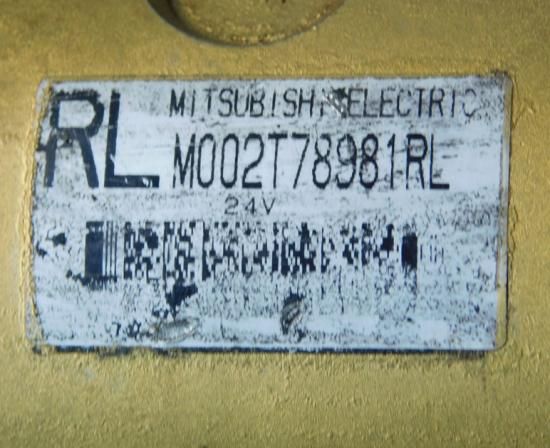 RL
MITSUBISHI ELECTRIC
M002T78981RL
24V